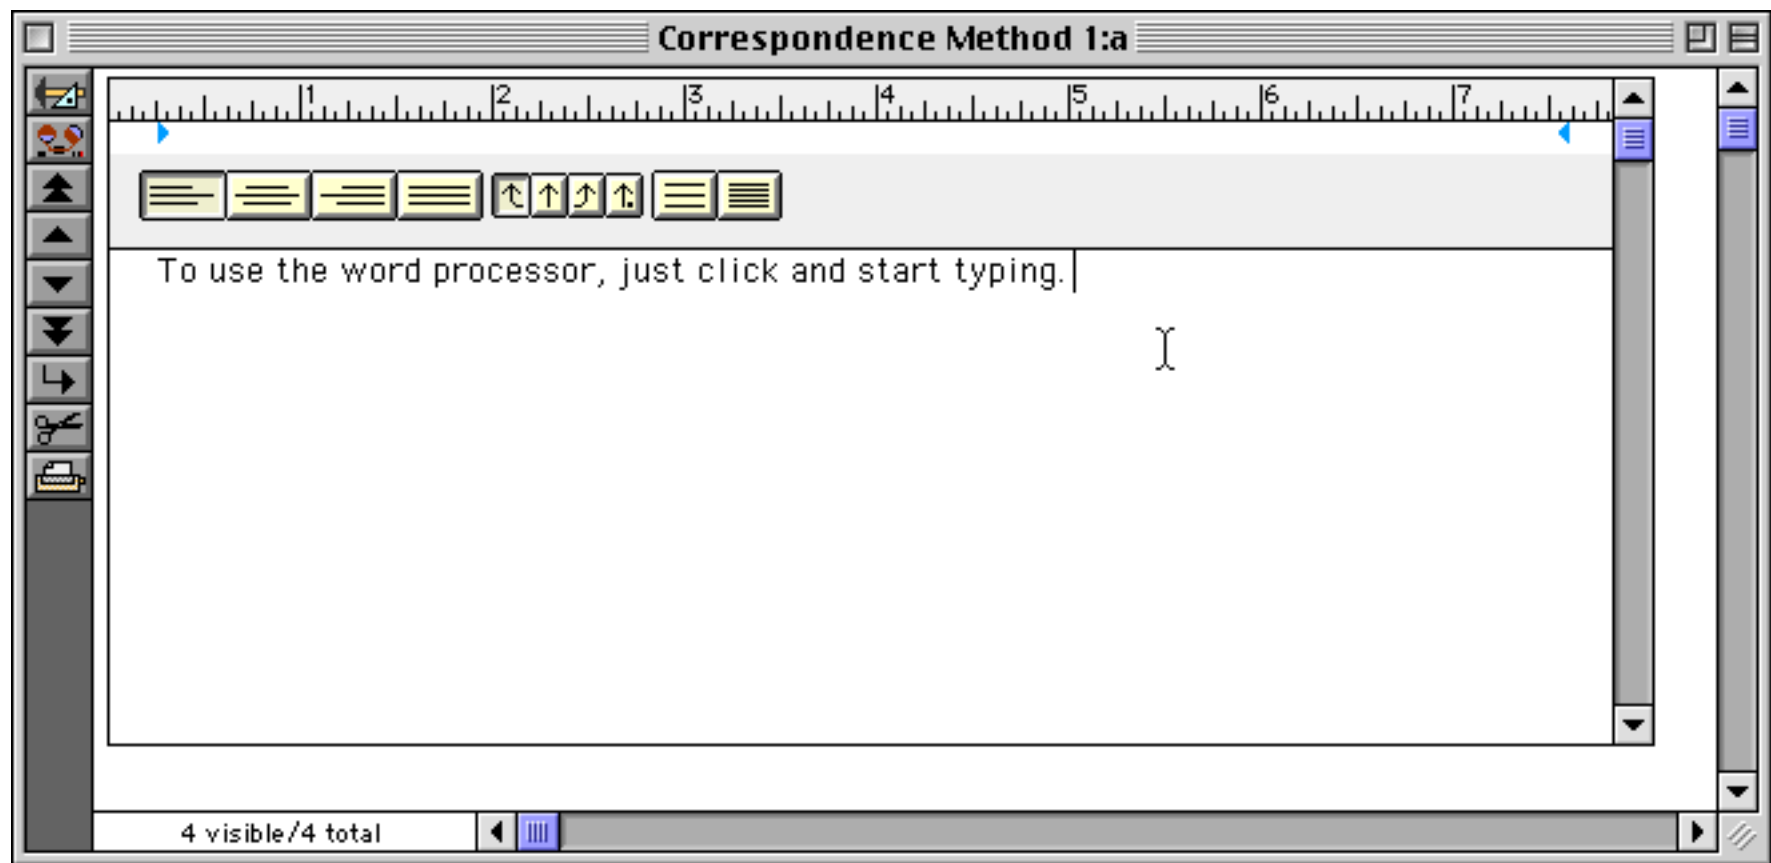 Correspondence Method 1:a
1 2 3 4 5 6 7
To use the word processor, just click and start typing.
4 visible/4 total